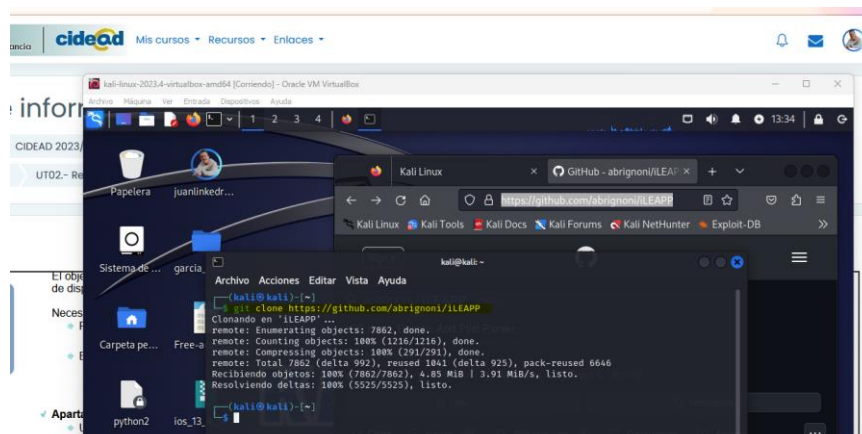 ancia cidead Mis cursos Recursos Enlaces
kali-linux-2023.4-virtualbox-amd64 [Corriendo] - Oracle VM VirtualBox
Archivo Máquina Ver Entrada Dispositivos Ayuda
e inforr
1 2 3 4 13:34
CIDEAD 2023/
UT02.- Re
Kali Linux GitHub - abrignoni/iLEAP
Papelera juanlinkedr...
https://github.com/abrignoni/iLEAPP
Kali Linux Kali Tools Kali Docs Kali Forums Kali NetHunter Exploit-DB
kali@kali: ~
Sistema de ... garcia_
Archivo Acciones Editar Vista Ayuda
El obje
de disp
Neces
(kali㉿kali)-[~]
$ git clone https://github.com/abrignoni/iLEAPP
Clonando en 'iLEAPP'...
remote: Enumerating objects: 7862, done.
remote: Counting objects: 100% (1216/1216), done.
remote: Compressing objects: 100% (291/291), done.
remote: Total 7862 (delta 992), reused 1041 (delta 925), pack-reused 6646
Recibiendo objetos: 100% (7862/7862), 4.85 MiB | 3.91 MiB/s, listo.
Resolviendo deltas: 100% (5525/5525), listo.
Carpeta pe... Free-a
(kali㉿kali)-[~]
$
Aparta
python2 ios_13_